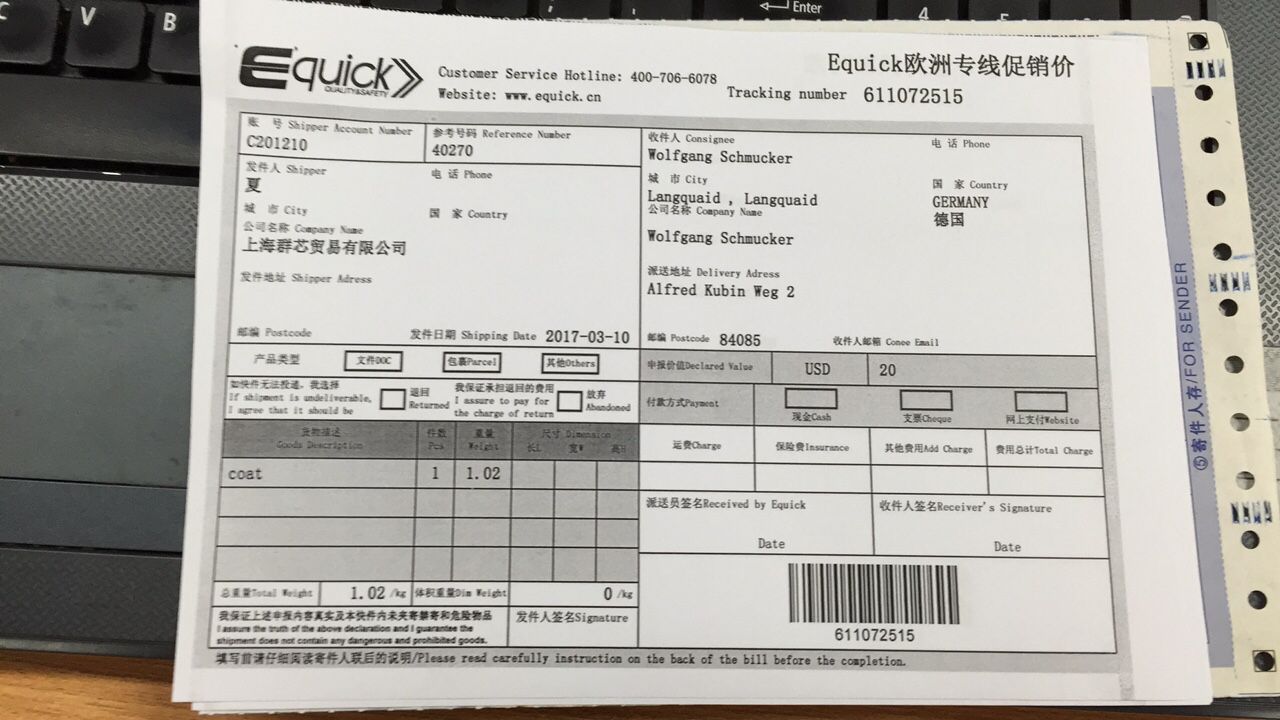 C
V
B
Enter
4
Equick
QUALITY&SAFETY
Customer Service Hotline: 400-706-6078
Website: www.equick.cn
Equick欧洲专线促销价
Tracking number 611072515
账 号 Shipper Account Number
C201210
参考号码 Reference Number
40270
发件人 Shipper
夏
电 话 Phone
城 市 City
国 家 Country
公司名称 Company Name
上海群芯贸易有限公司
发件地址 Shipper Adress
邮编 Postcode
发件日期 Shipping Date 2017-03-10
收件人 Consignee
Wolfgang Schmucker
电 话 Phone
城 市 City
Langquaid , Langquaid
国 家 Country
GERMANY
德国
公司名称 Company Name
Wolfgang Schmucker
派送地址 Delivery Adress
Alfred Kubin Weg 2
邮编 Postcode 84085
收件人邮箱 Conee Email
产品类型
文件DOC
包裹Parcel
其他Others
申报价值Declared Value
USD
20
如快件无法投递，我选择
If shipment is undeliverable,
I agree that it should be
退回
Returned
我保证承担退回的费用
I assure to pay for
the charge of return
放弃
Abandoned
付款方式Payment
现金Cash
支票Cheque
网上支付Website
货物描述
Goods Description
件数
Pcs
重量
Weight
尺寸 Dimension
长L
宽W
高H
运费Charge
保险费Insurance
其他费用Add Charge
费用总计Total Charge
coat
1
1.02
派送员签名Received by Equick
Date
收件人签名Receiver's Signature
Date
总重量Total Weight
1.02 /kg
体积重量Dim Weight
0 /kg
我保证上述申报内容真实及本快件内未夹寄禁寄和危险物品
I assure the truth of the above declaration and I guarantee the
shipment does not contain any dangerous and prohibited goods.
发件人签名Signature
611072515
填写前请仔细阅读寄件人联后的说明/Please read carefully instruction on the back of the bill before the completion.
⑤寄件人存/FOR SENDER